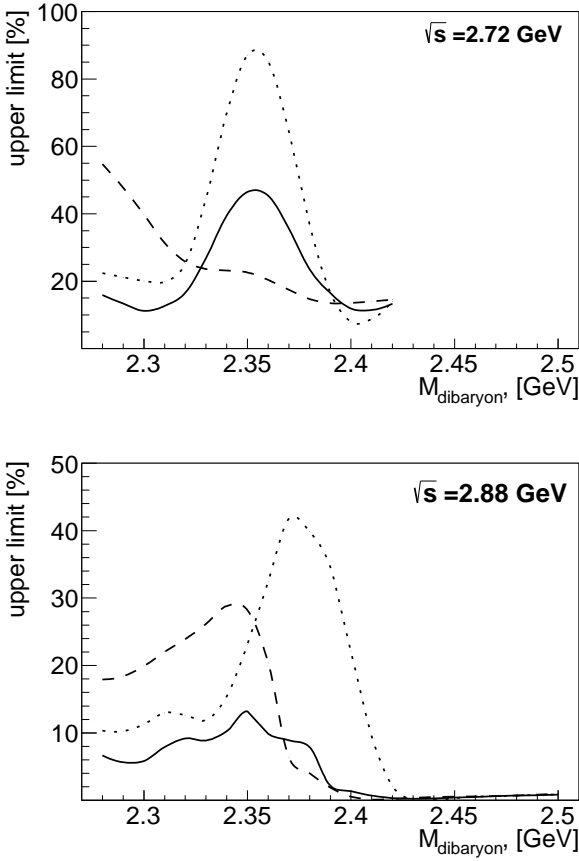 upper limit [%]
100
80
60
40
20
√s =2.72 GeV
2.3 2.35 2.4 2.45 2.5
M_dibaryon, [GeV]
upper limit [%]
50
40
30
20
10
√s =2.88 GeV
2.3 2.35 2.4 2.45 2.5
M_dibaryon, [GeV]